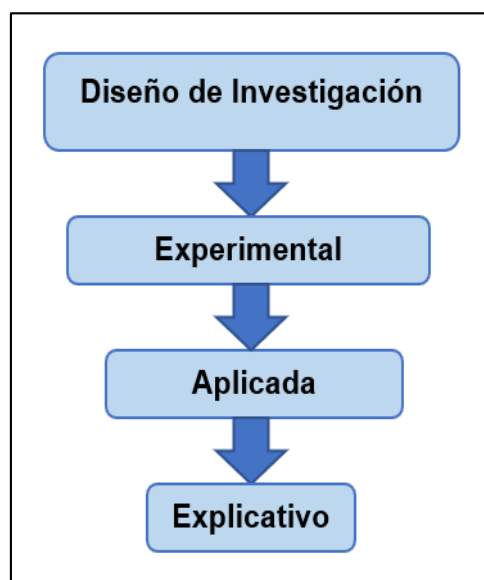 Diseño de Investigación
Experimental
Aplicada
Explicativo